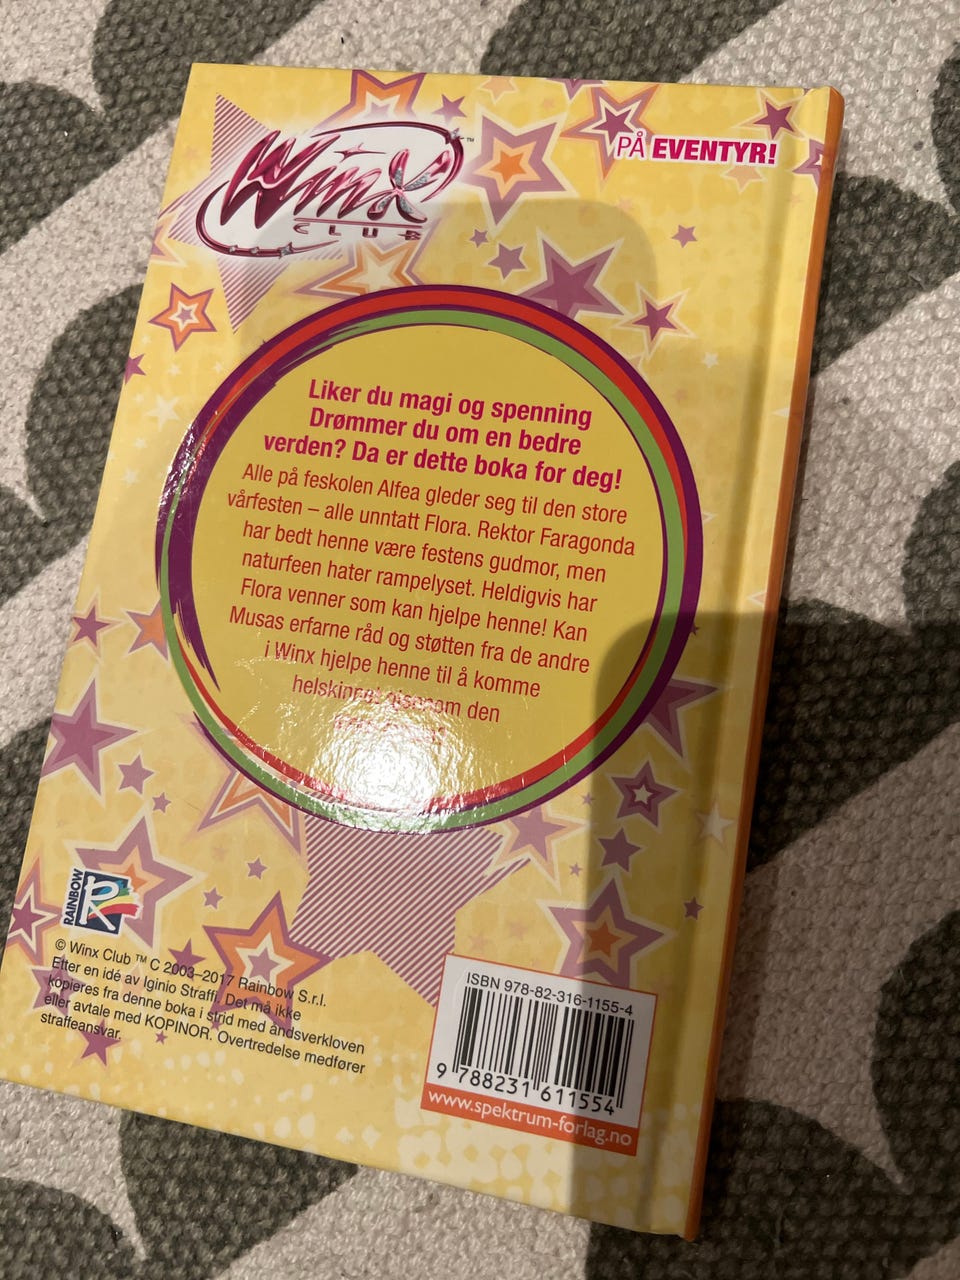 WinX™
CLUB
PÅ EVENTYR!
Liker du magi og spenning
Drømmer du om en bedre
verden? Da er dette boka for deg!
Alle på feskolen Alfea gleder seg til den store
vårfesten – alle unntatt Flora. Rektor Faragonda
har bedt henne være festens gudmor, men
naturfeen hater rampelyset. Heldigvis har
Flora venner som kan hjelpe henne! Kan
Musas erfarne råd og støtten fra de andre
i Winx hjelpe henne til å komme
helskinnet gjennom den
RAINBOW
R
© Winx Club ™ C 2003–2017 Rainbow S.r.l.
Etter en idé av Iginio Straffi. Det må ikke
kopieres fra denne boka i strid med åndsverkloven
eller avtale med KOPINOR. Overtredelse medfører
straffeansvar.
ISBN 978-82-316-1155-4
9 788231 611554
www.spektrum-forlag.no